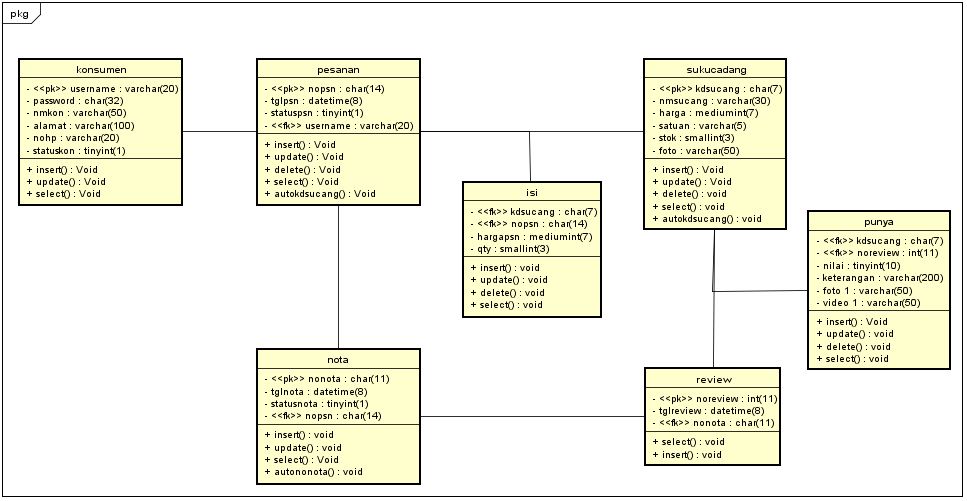 pkg
konsumen
- <<pk>> username : varchar(20)
- password : char(32)
- nmkon : varchar(50)
- alamat : varchar(100)
- nohp : varchar(20)
- statuskon : tinyint(1)
+ insert() : Void
+ update() : Void
+ select() : Void
pesanan
- <<pk>> nopsn : char(14)
- tglpsn : datetime(8)
- statuspsn : tinyint(1)
- <<fk>> username : varchar(20)
+ insert() : Void
+ update() : Void
+ delete() : Void
+ select() : Void
+ autokdsucang() : Void
sukucadang
- <<pk>> kdsucang : char(7)
- nmsucang : varchar(30)
- harga : mediumint(7)
- satuan : varchar(5)
- stok : smallint(3)
- foto : varchar(50)
+ insert() : Void
+ update() : Void
+ delete() : void
+ select() : void
+ autokdsucang() : void
isi
- <<fk>> kdsucang : char(7)
- <<fk>> nopsn : char(14)
- hargapsn : mediumint(7)
- qty : smallint(3)
+ insert() : void
+ update() : void
+ delete() : void
+ select() : void
punya
- <<fk>> kdsucang : char(7)
- <<fk>> noreview : int(11)
- nilai : tinyint(10)
- keterangan : varchar(200)
- foto 1 : varchar(50)
- video 1 : varchar(50)
+ insert() : Void
+ update() : void
+ delete() : void
+ select() : void
nota
- <<pk>> nonota : char(11)
- tglnota : datetime(8)
- statusnota : tinyint(1)
- <<fk>> nopsn : char(14)
+ insert() : void
+ update() : void
+ select() : Void
+ autononota() : void
review
- <<pk>> noreview : int(11)
- tglreview : datetime(8)
- <<fk>> nonota : char(11)
+ select() : void
+ insert() : void